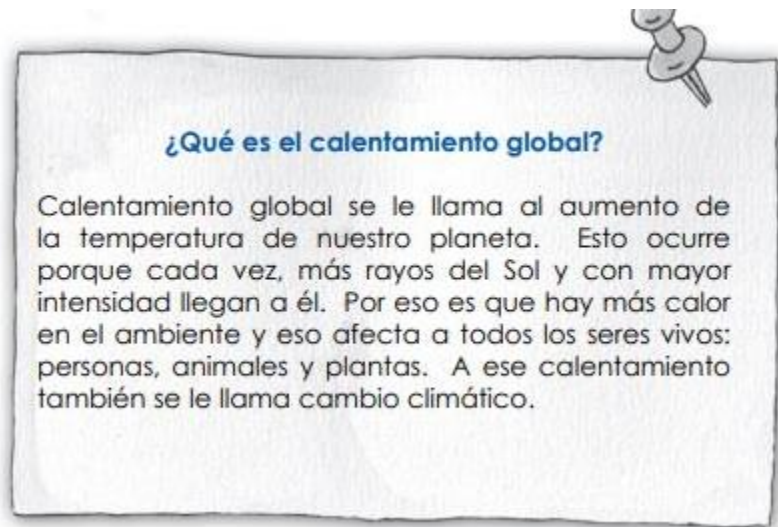 ¿Qué es el calentamiento global?
Calentamiento global se le llama al aumento de
la temperatura de nuestro planeta. Esto ocurre
porque cada vez, más rayos del Sol y con mayor
intensidad llegan a él. Por eso es que hay más calor
en el ambiente y eso afecta a todos los seres vivos:
personas, animales y plantas. A ese calentamiento
también se le llama cambio climático.